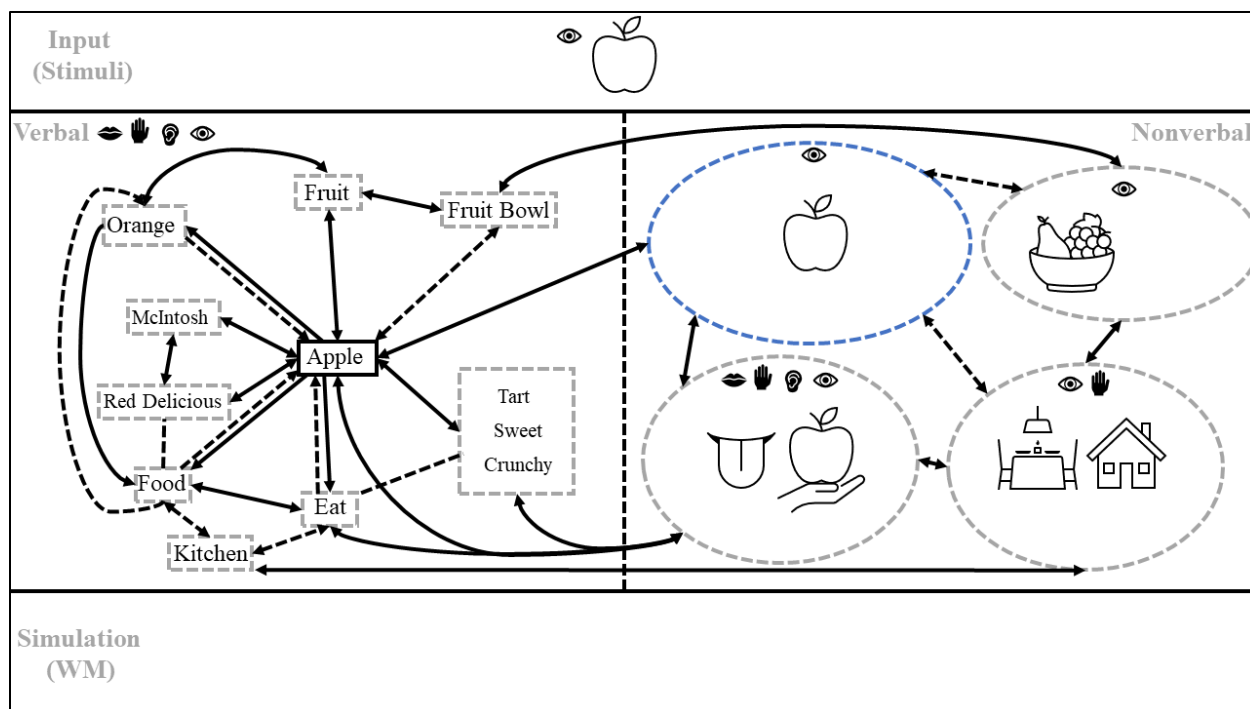 Input
(Stimuli)
Verbal
Nonverbal
Fruit
Fruit Bowl
Orange
McIntosh
Apple
Red Delicious
Tart
Sweet
Crunchy
Food
Eat
Kitchen
Simulation
(WM)